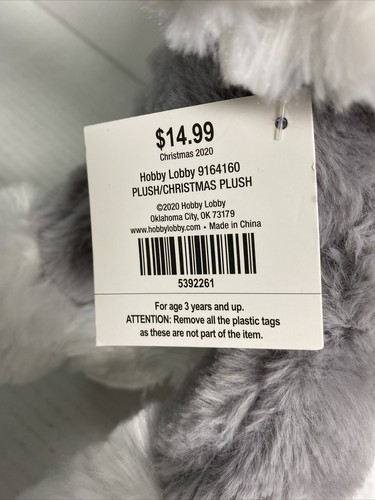 $14.99
Christmas 2020
Hobby Lobby 9164160
PLUSH/CHRISTMAS PLUSH
©2020 Hobby Lobby
Oklahoma City, OK 73179
www.hobbylobby.com • Made in China
5392261
For age 3 years and up.
ATTENTION: Remove all the plastic tags
as these are not part of the item.